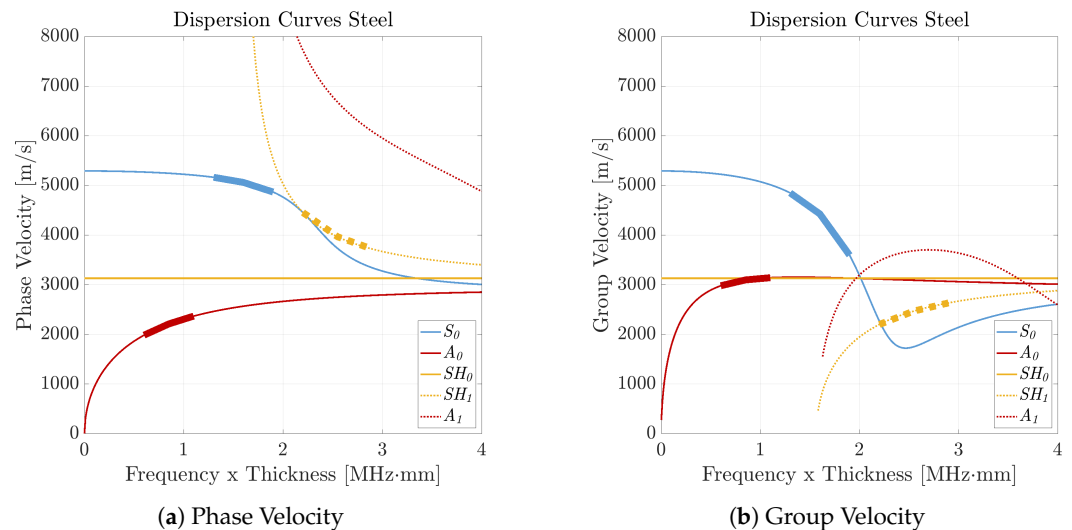 Dispersion Curves Steel
8000
7000
6000
5000
4000
3000
2000
1000
0
Phase Velocity [m/s]
S0
A0
SH0
SH1
A1
0 1 2 3 4
Frequency x Thickness [MHz·mm]
(a) Phase Velocity
Dispersion Curves Steel
8000
7000
6000
5000
4000
3000
2000
1000
0
Group Velocity [m/s]
S0
A0
SH0
SH1
A1
0 1 2 3 4
Frequency x Thickness [MHz·mm]
(b) Group Velocity